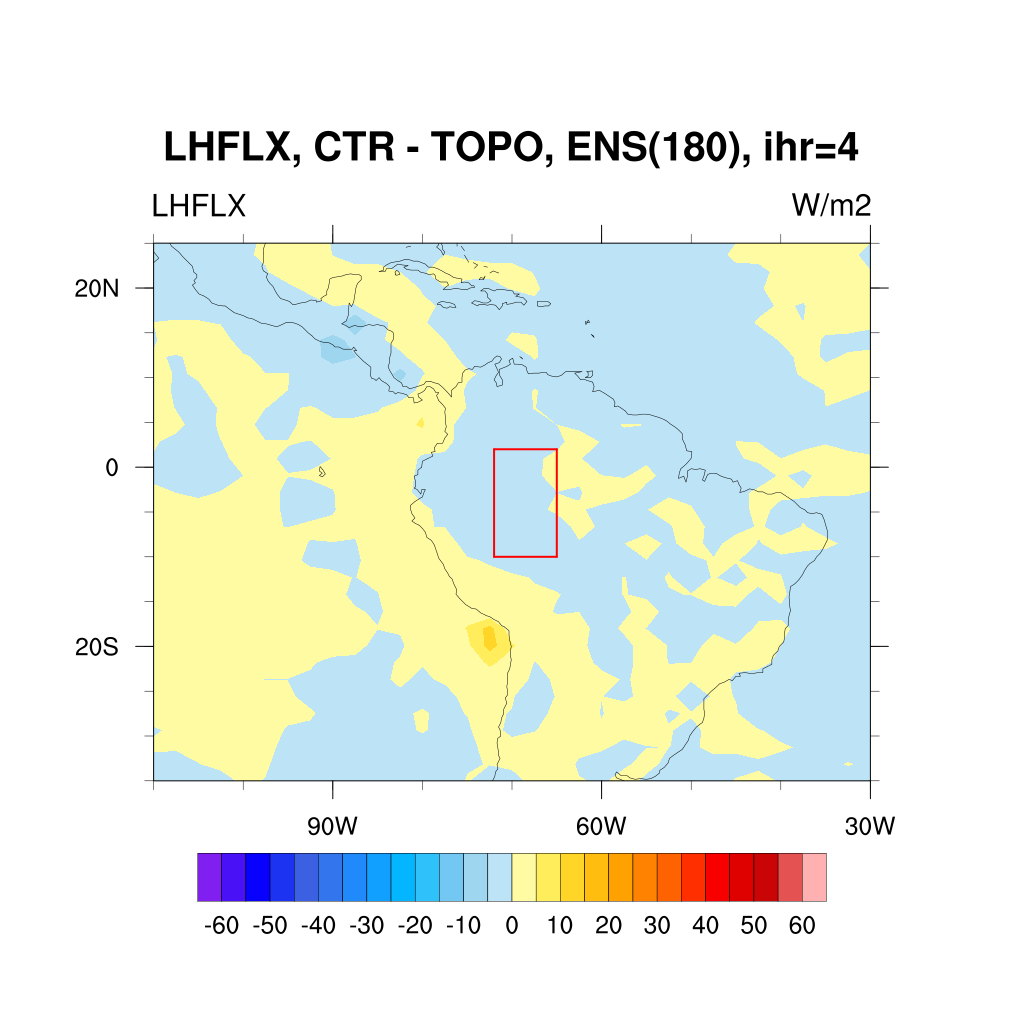 LHFLX, CTR - TOPO, ENS(180), ihr=4
LHFLX W/m2
20N
0
20S
90W 60W 30W
-60 -50 -40 -30 -20 -10 0 10 20 30 40 50 60